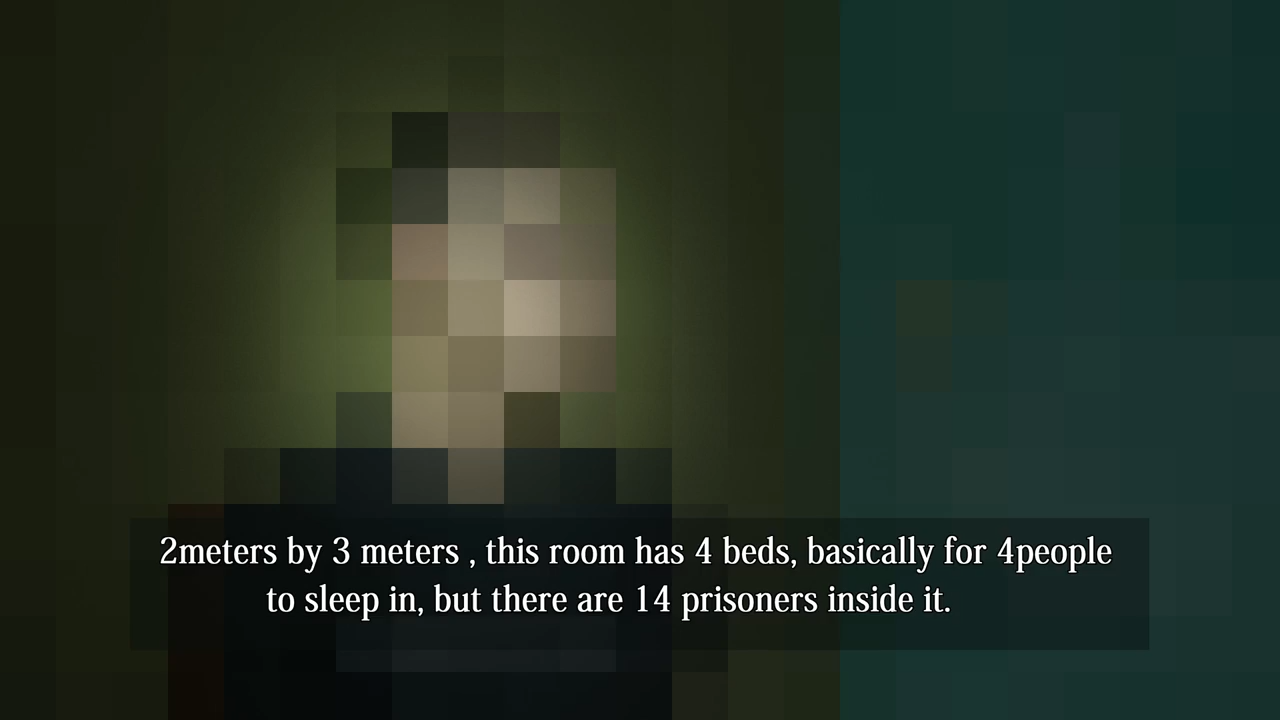 2meters by 3 meters , this room has 4 beds, basically for 4people
to sleep in, but there are 14 prisoners inside it.